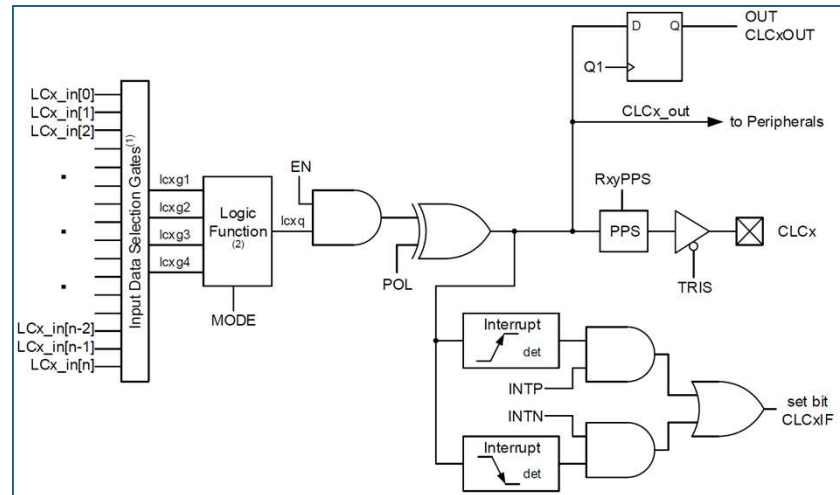 LCx_in[0]
LCx_in[1]
LCx_in[2]
LCx_in[n-2]
LCx_in[n-1]
LCx_in[n]
Input Data Selection Gates(1)
lcxg1
lcxg2
lcxg3
lcxg4
Logic
Function
(2)
MODE
lcxq
EN
POL
D
Q
Q1
OUT
CLCxOUT
CLCx_out
to Peripherals
RxyPPS
PPS
CLCx
TRIS
Interrupt
det
INTP
INTN
Interrupt
det
set bit
CLCxIF